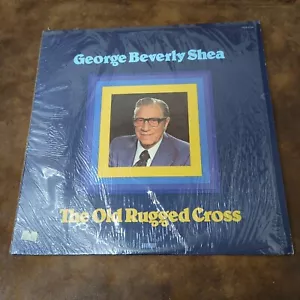 George Beverly Shea
The Old Rugged Cross